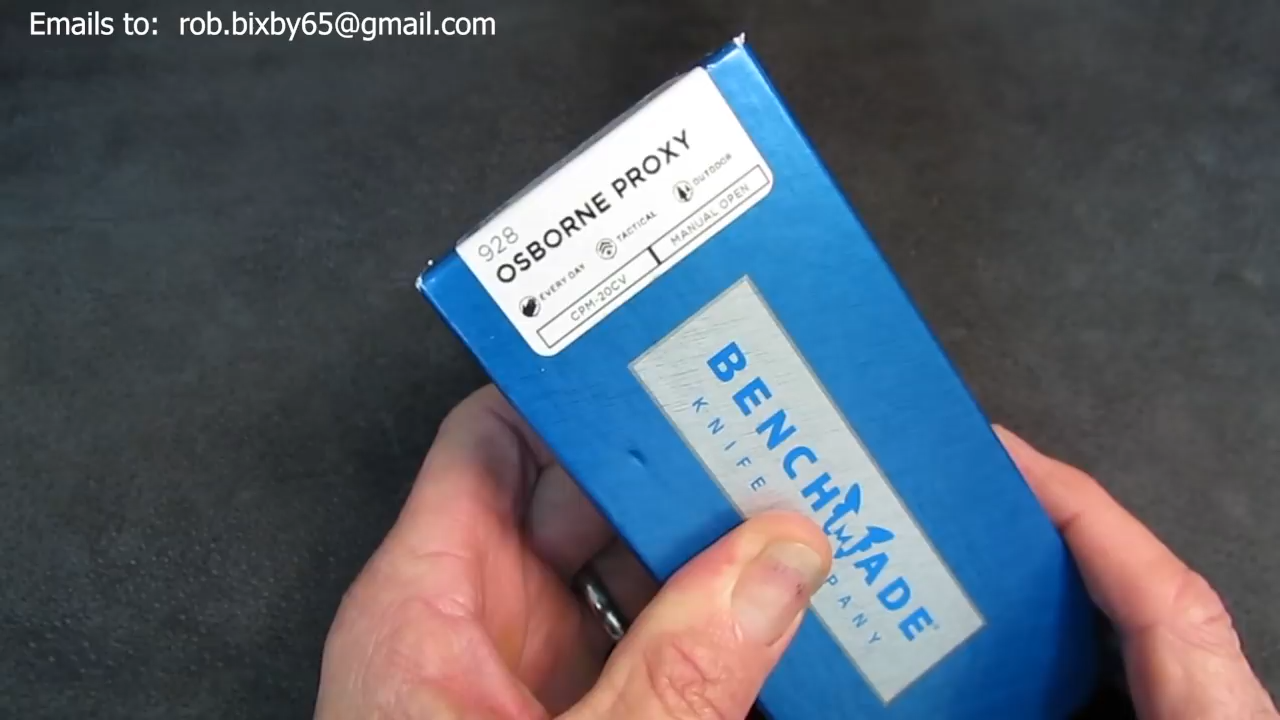 Emails to: rob.bixby65@gmail.com
928
OSBORNE PROXY
EVERY DAY TACTICAL OUTDOOR
CPM-20CV MANUAL OPEN
BENCHMADE®
KNIFE PANY